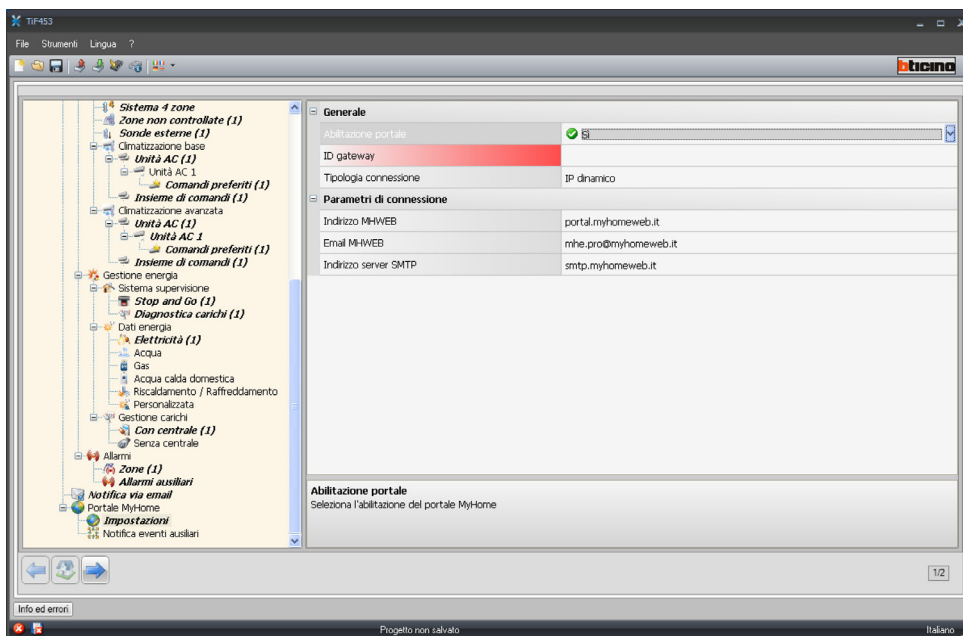 TiF453
File Strumenti Lingua ?
bticino
Sistema 4 zone
Zone non controllate (1)
Sonde esterne (1)
Climatizzazione base
Unità AC (1)
Unità AC 1
Comandi preferiti (1)
Insieme di comandi (1)
Climatizzazione avanzata
Unità AC (1)
Unità AC 1
Comandi preferiti (1)
Insieme di comandi (1)
Gestione energia
Sistema supervisione
Stop and Go (1)
Diagnostica carichi (1)
Dati energia
Elettricità (1)
Acqua
Gas
Acqua calda domestica
Riscaldamento / Raffreddamento
Personalizzata
Gestione carichi
Con centrale (1)
Senza centrale
Allarmi
Zone (1)
Allarmi ausiliari
Notifica via email
Portale MyHome
Impostazioni
Notifica eventi ausiliari
Generale
Abilitazione portale Sì
ID gateway
Tipologia connessione IP dinamico
Parametri di connessione
Indirizzo MHWEB portal.myhomeweb.it
Email MHWEB mhe.pro@myhomeweb.it
Indirizzo server SMTP smtp.myhomeweb.it
Abilitazione portale
Seleziona l'abilitazione del portale MyHome
1/2
Info ed errori
Progetto non salvato
Italiano